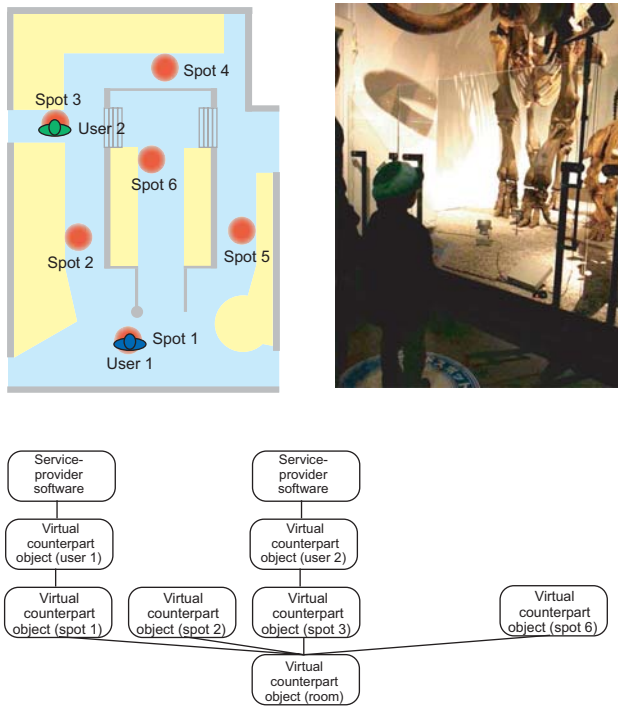 Spot 4
Spot 3
User 2
Spot 6
Spot 2
Spot 5
Spot 1
User 1
Service-
provider
software
Service-
provider
software
Virtual
counterpart
object (user 1)
Virtual
counterpart
object (user 2)
Virtual
counterpart
object (spot 1)
Virtual
counterpart
object (spot 2)
Virtual
counterpart
object (spot 3)
Virtual
counterpart
object (spot 6)
Virtual
counterpart
object (room)